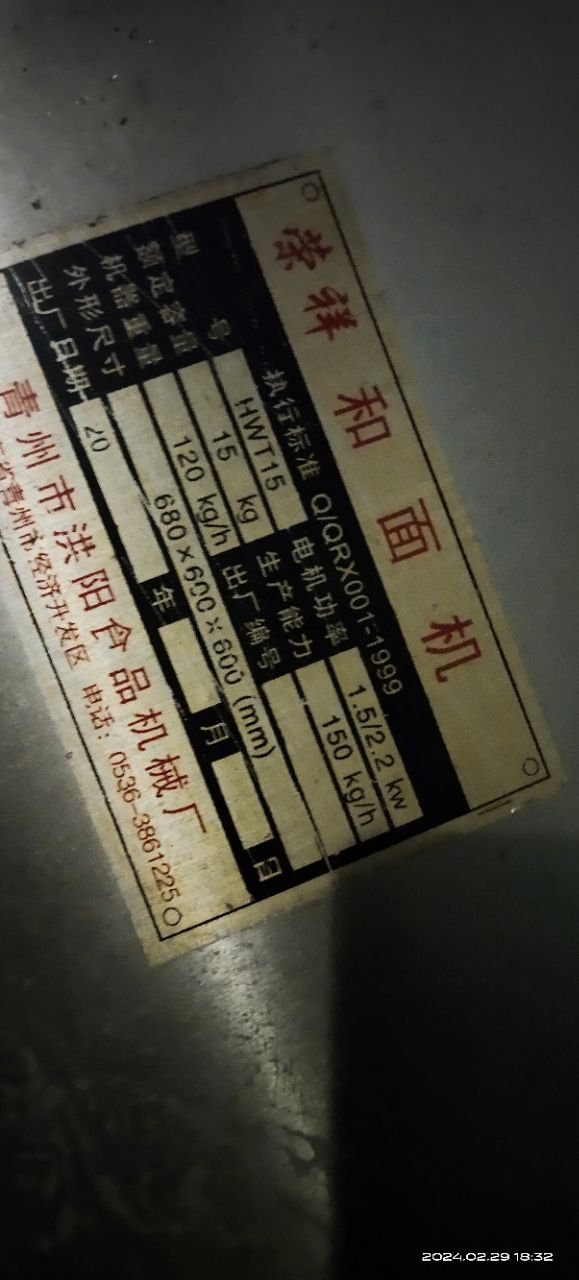 荣祥和面机
执行标准 Q/QRX001-1999
型号 HWT15 电机功率 1.5/2.2 kw
额定容量 15 kg 生产能力 150 kg/h
机器重量 120 kg/h 出厂编号
外形尺寸 680×600×600 (mm)
出厂日期 20 年 月 日
青州市洪阳食品机械厂
青州市经济开发区 电话: 0536-3861225
2024.02.29 18:32